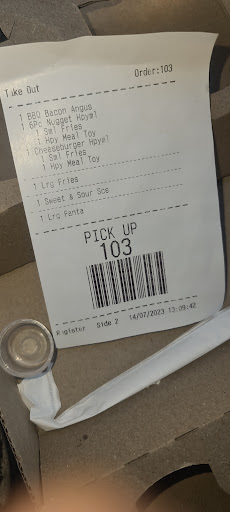 Take Out
Order:103
1 BBQ Bacon Angus
1 6Pc Nugget Hpyml
1 Sml Fries
1 Hpy Meal Toy
1 Cheeseburger Hpyml
1 Sml Fries
1 Hpy Meal Toy
1 Lrg Fries
1 Sweet & Sour Sce
1 Lrg Fanta
PICK UP
103
Register Side 2 14/07/2023 13:09:42